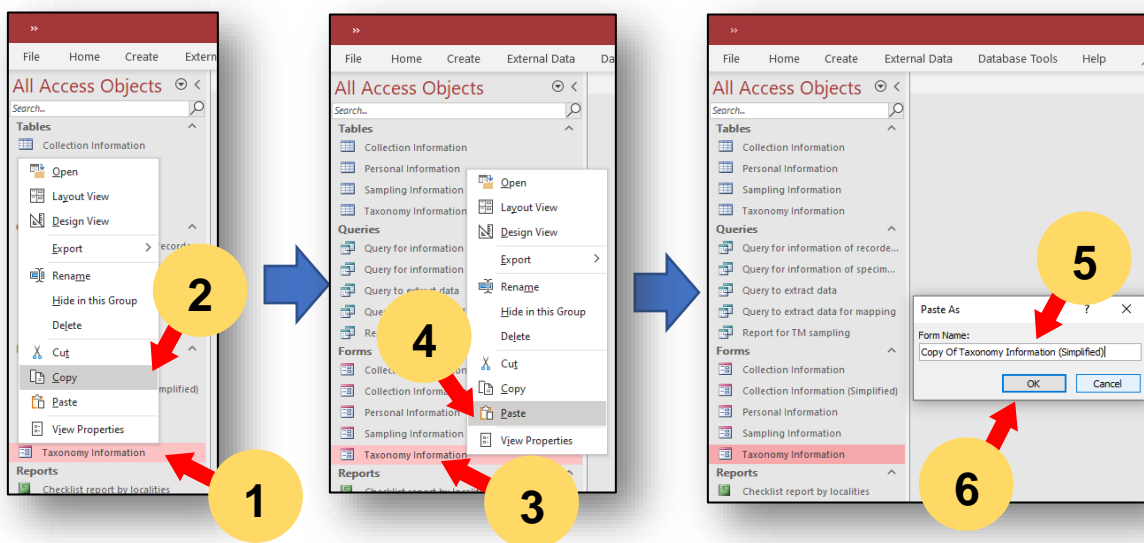 »
File Home Create Extern
All Access Objects
Search...
Tables
Collection Information
Open
Layout View
Design View
Export
Rename
Hide in this Group
Delete
Cut
Copy
Paste
View Properties
record
mplified)
Taxonomy Information
Reports
Checklist report by localities
2
1
»
File Home Create External Data Da
All Access Objects
Search...
Tables
Collection Information
Personal Information
Sampling Information
Taxonomy Information
Queries
Query for information
Query for information
Query to extract data
Re
Forms
Collection Information
Personal Information
Sampling Information
Taxonomy Information
Reports
Checklist report by localities
Open
Layout View
Design View
Export
Rename
Hide in this Group
Delete
Cut
Copy
Paste
View Properties
4
3
»
File Home Create External Data Database Tools Help
All Access Objects
Search...
Tables
Collection Information
Personal Information
Sampling Information
Taxonomy Information
Queries
Query for information of recorde...
Query for information of specim...
Query to extract data
Query to extract data for mapping
Report for TM sampling
Forms
Collection Information
Collection Information (Simplified)
Personal Information
Sampling Information
Taxonomy Information
Reports
Checklist report by localities
5
Paste As ? X
Form Name:
Copy Of Taxonomy Information (Simplified)
OK Cancel
6